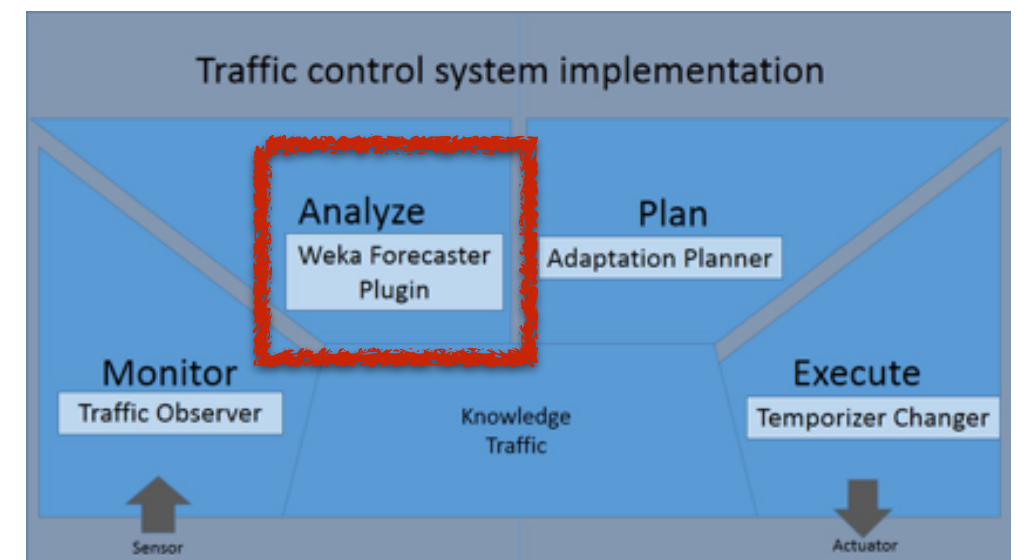 Traffic control system implementation
Analyze
Weka Forecaster
Plugin
Plan
Adaptation Planner
Monitor
Traffic Observer
Knowledge
Traffic
Execute
Temporizer Changer
Sensor
Actuator